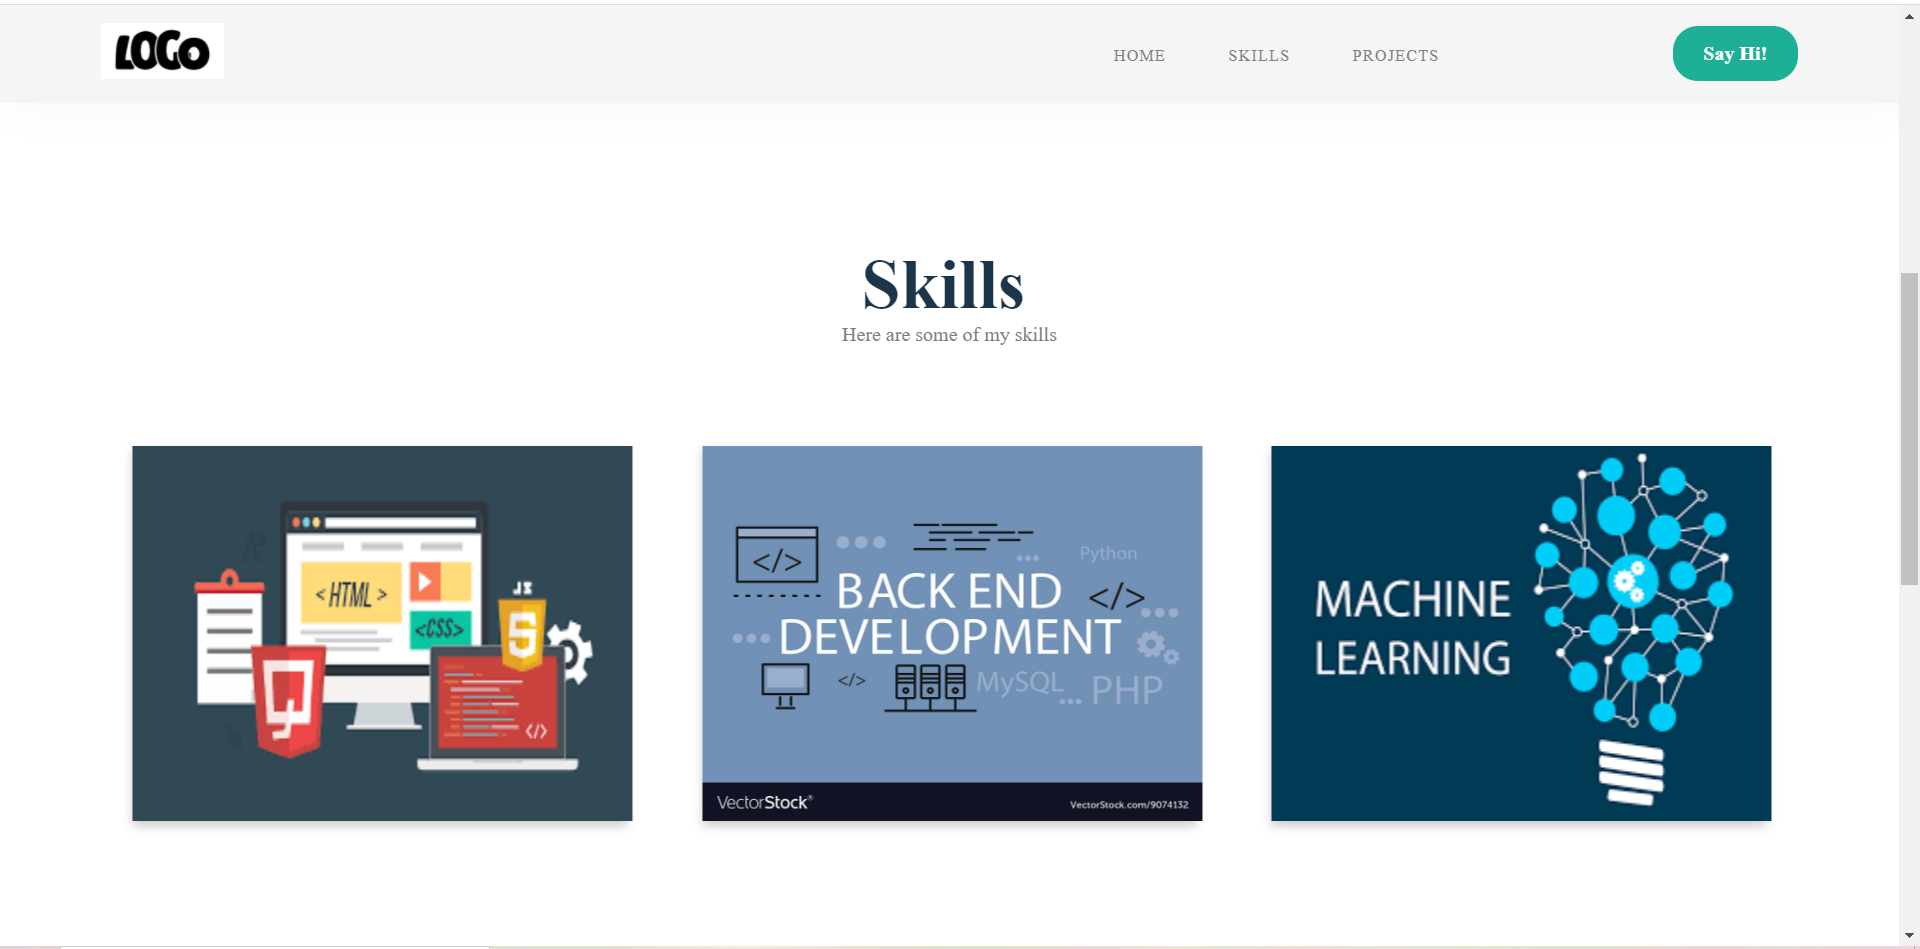 LOGO
HOME SKILLS PROJECTS
Say Hi!
Skills
Here are some of my skills
Aa
<HTML>
<CSS>
JS
5
</>
</>
Python
BACK END
</>
DEVELOPMENT
</>
MySQL
PHP
VectorStock®
VectorStock.com/9074132
MACHINE
LEARNING